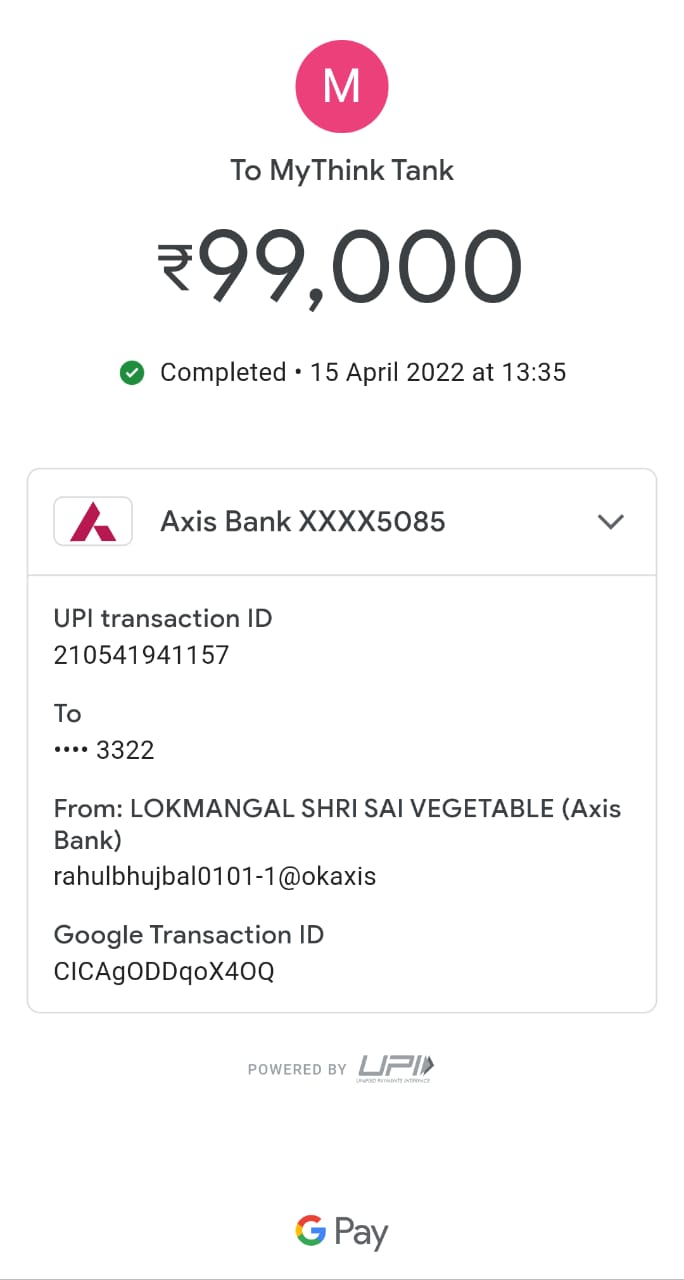 M
To MyThink Tank
₹99,000
Completed • 15 April 2022 at 13:35
Axis Bank XXXX5085
UPI transaction ID
210541941157
To
•••• 3322
From: LOKMANGAL SHRI SAI VEGETABLE (Axis
Bank)
rahulbhujbal0101-1@okaxis
Google Transaction ID
CICAgODDqoX4OQ
POWERED BY UPI
UNIFIED PAYMENTS INTERFACE
G Pay